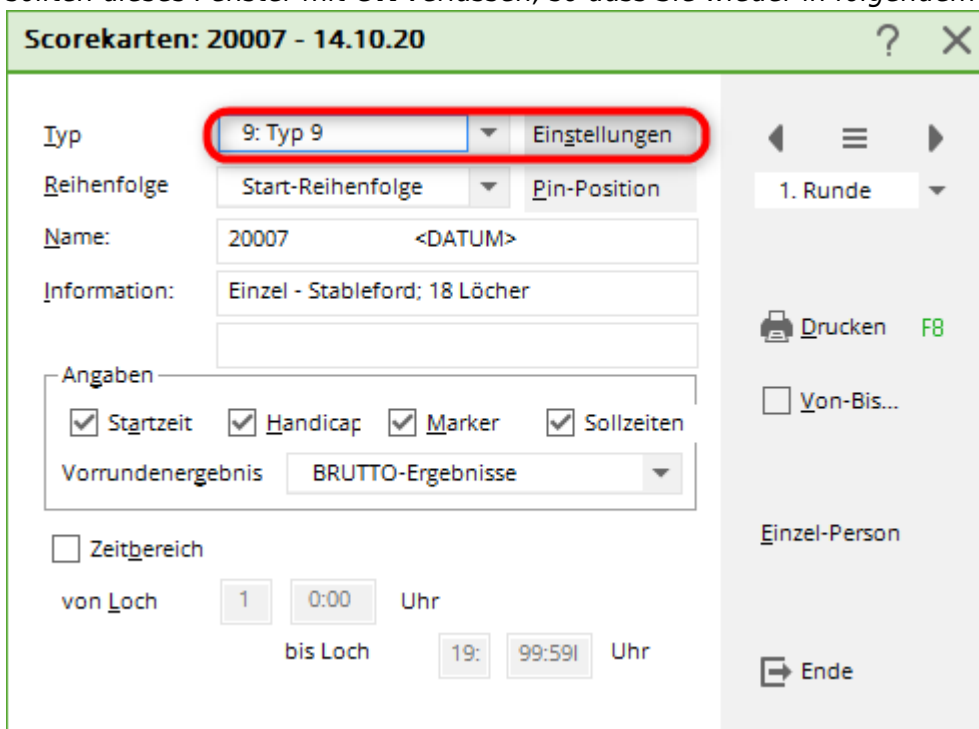 Scorekarten: 20007 - 14.10.20 ?
Typ 9: Typ 9 Einstellungen
Reihenfolge Start-Reihenfolge Pin-Position 1. Runde
Name: 20007 <DATUM>
Information: Einzel - Stableford; 18 Löcher
Drucken F8
Angaben
Startzeit Handicap Marker Sollzeiten
Von-Bis...
Vorrundenergebnis BRUTTO-Ergebnisse
Einzel-Person
Zeitbereich
von Loch 1 0:00 Uhr
bis Loch 19: 99:59 Uhr
Ende